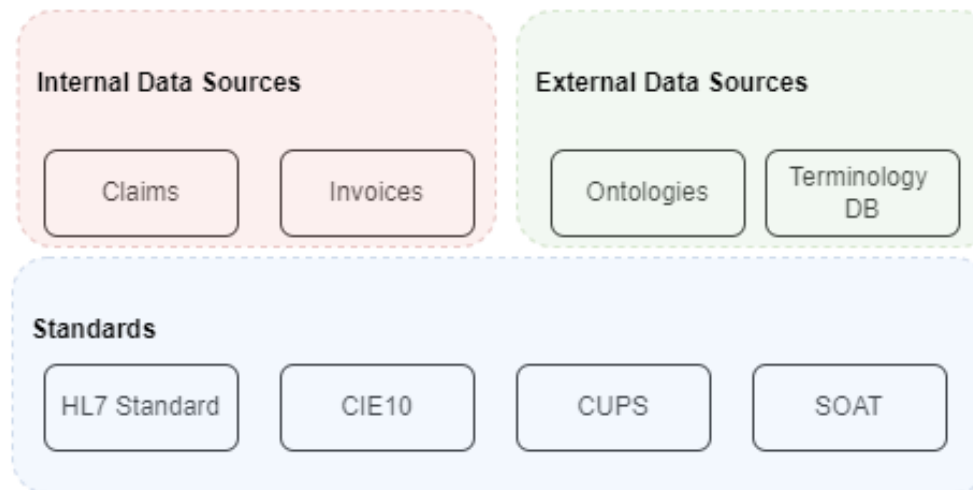 Internal Data Sources
External Data Sources
Claims
Invoices
Ontologies
Terminology
DB
Standards
HL7 Standard
CIE10
CUPS
SOAT